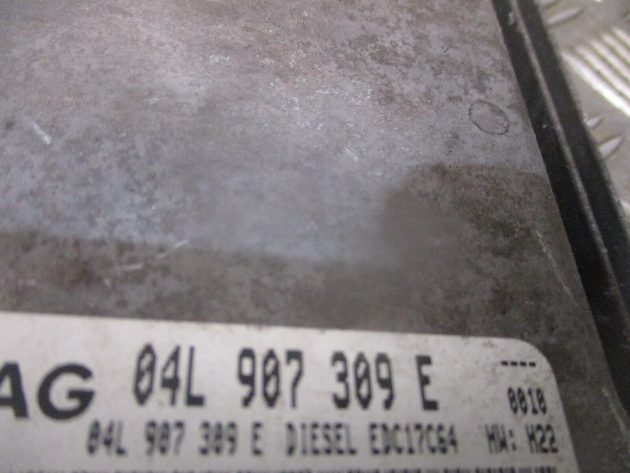 ----
AG 04L 907 309 E 0010
04L 907 309 E DIESEL EDC17C64 HW: H22